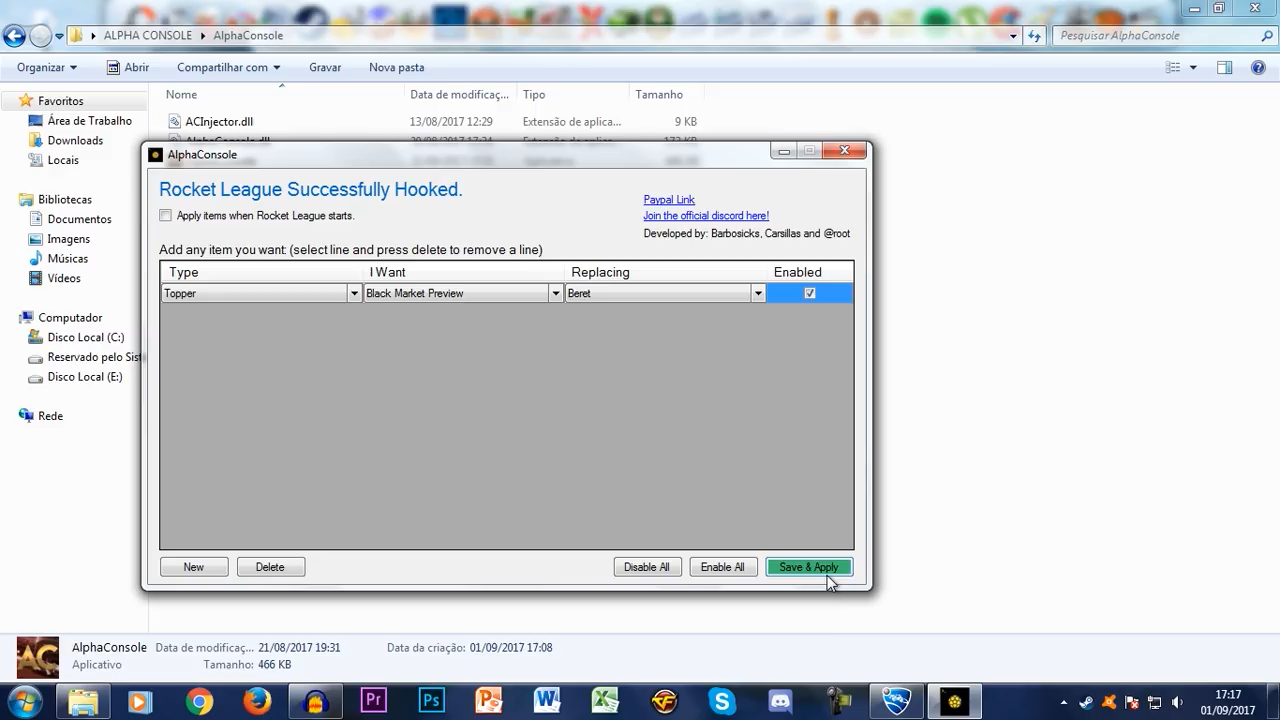 ALPHA CONSOLE AlphaConsole
Pesquisar AlphaConsole
Organizar Abrir Compartilhar com Gravar Nova pasta
Nome Data de modificaç... Tipo Tamanho
Favoritos
Área de Trabalho
Downloads
Locais
Bibliotecas
Documentos
Imagens
Músicas
Vídeos
Computador
Disco Local (C:)
Reservado pelo Sist
Disco Local (E:)
Rede
ACInjector.dll 13/08/2017 12:29 Extensão de aplica... 9 KB
AlphaConsole
Rocket League Successfully Hooked.
Apply items when Rocket League starts.
Paypal Link
Join the official discord here!
Developed by: Barbosicks, Carsillas and @root
Add any item you want: (select line and press delete to remove a line)
Type I Want Replacing Enabled
Topper Black Market Preview Beret
New Delete Disable All Enable All Save & Apply
AlphaConsole Data de modificaç... 21/08/2017 19:31 Data da criação: 01/09/2017 17:08
Aplicativo Tamanho: 466 KB
17:17
01/09/2017